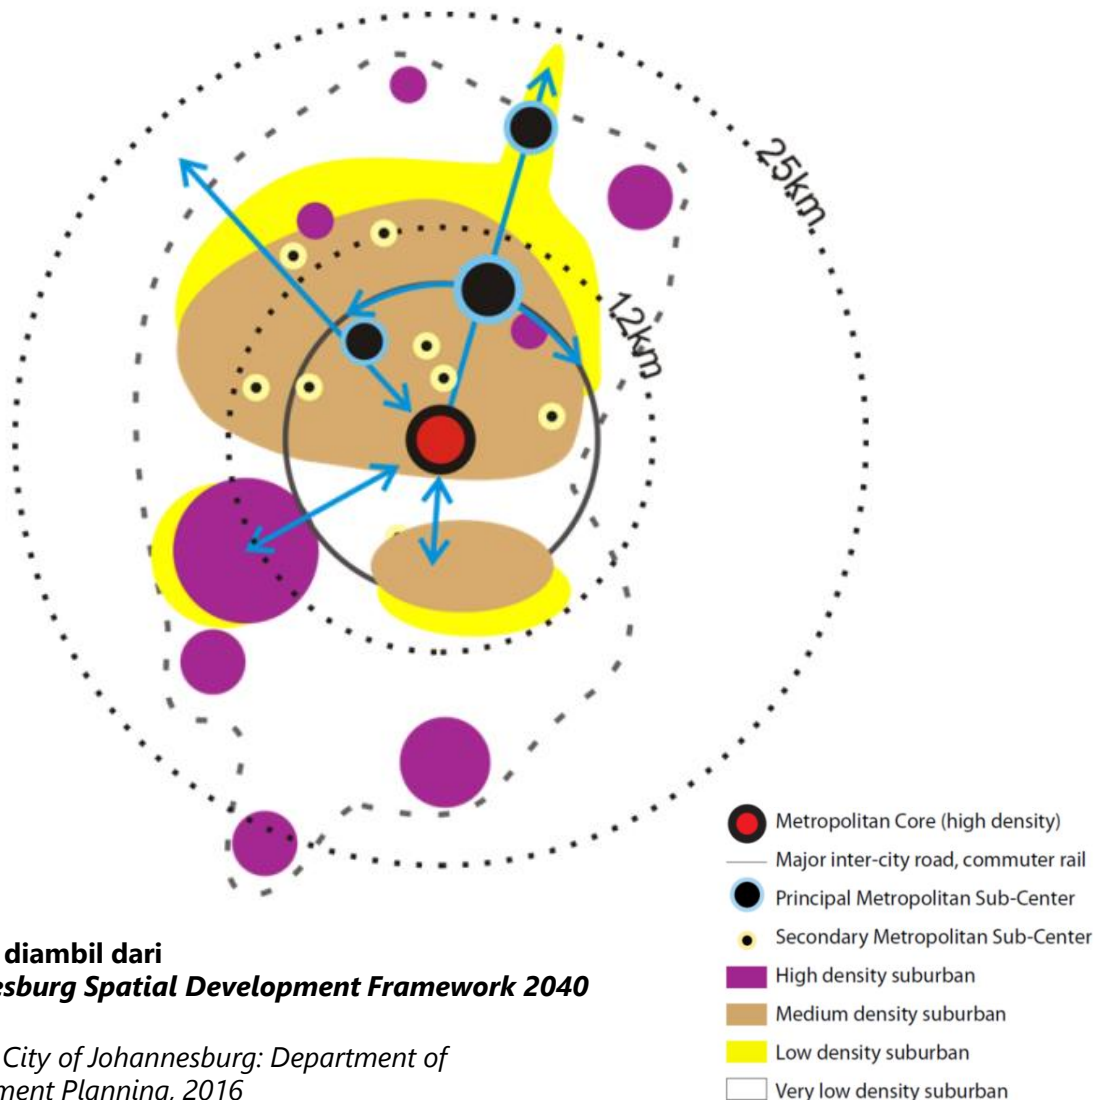 25km
12km
Metropolitan Core (high density)
Major inter-city road, commuter rail
Principal Metropolitan Sub-Center
Secondary Metropolitan Sub-Center
High density suburban
Medium density suburban
Low density suburban
Very low density suburban
diambil dari
Spatial Development Framework 2040
City of Johannesburg: Department of
Planning, 2016